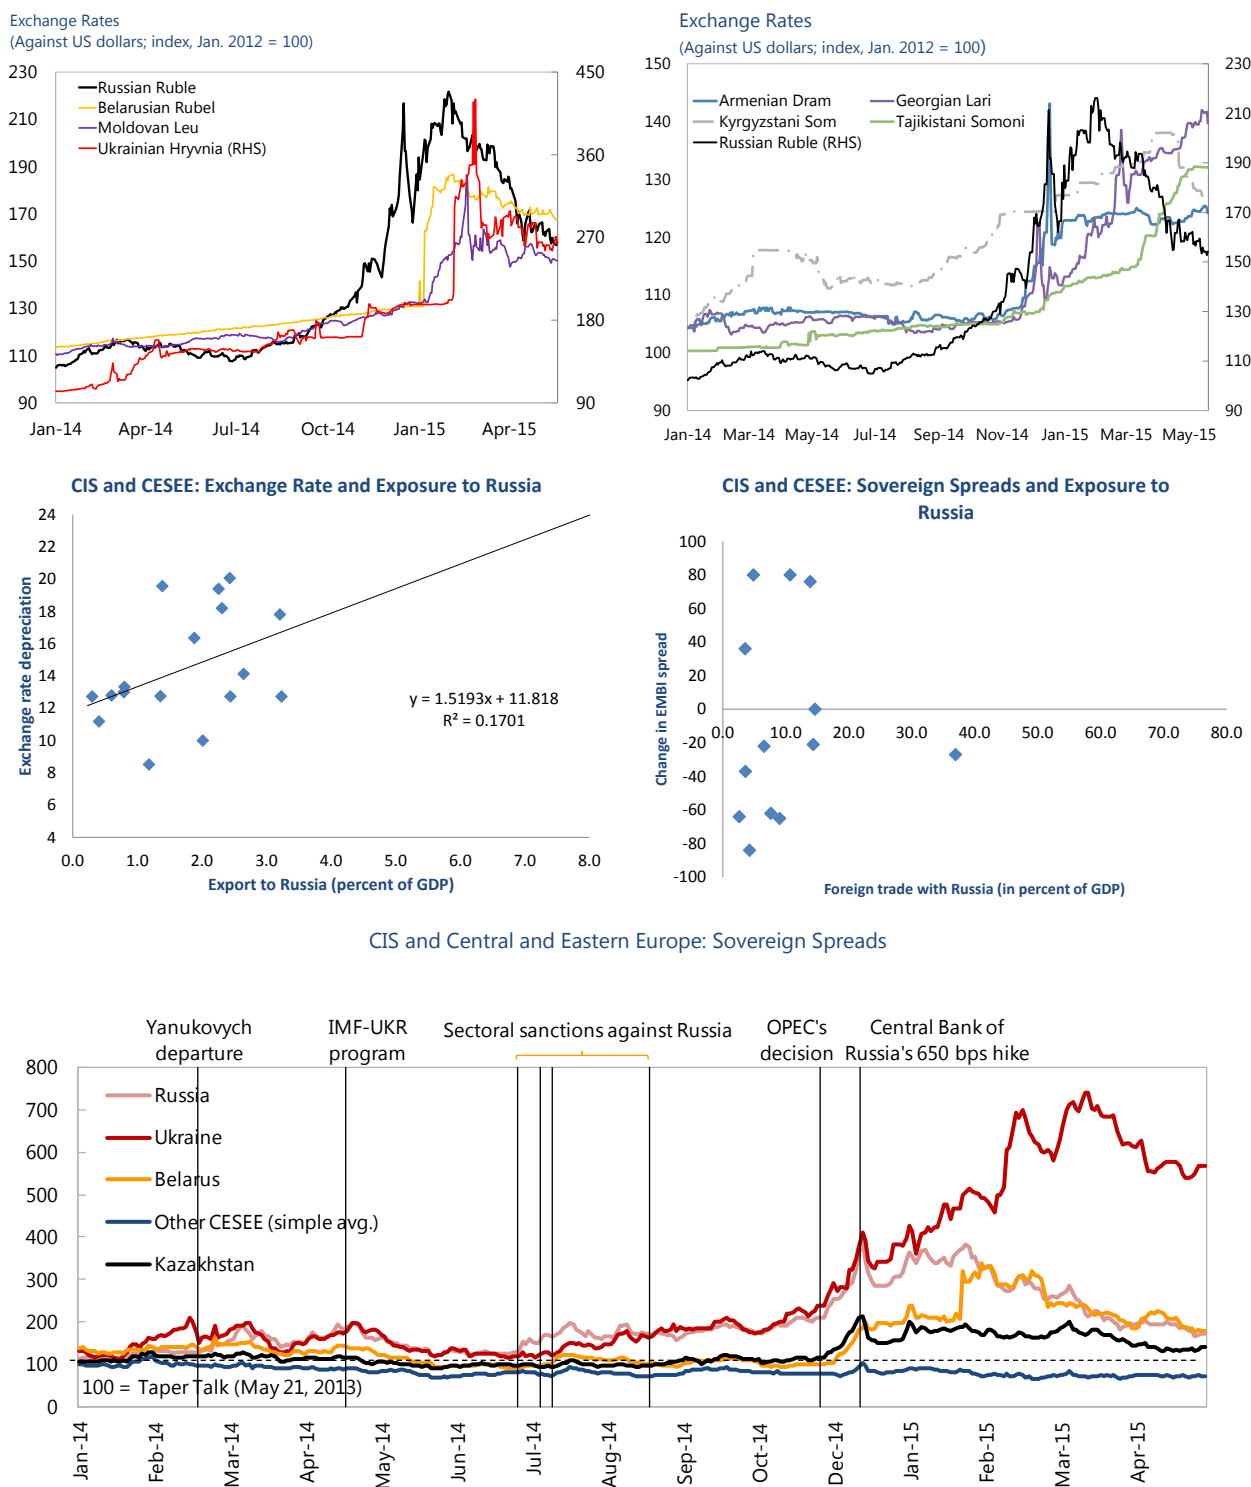 Exchange Rates
(Against US dollars; index, Jan. 2012 = 100)
230 450
210
190 360
170
150 270
130 180
110
90 90
Russian Ruble
Belarusian Rubel
Moldovan Leu
Ukrainian Hryvnia (RHS)
Jan-14 Apr-14 Jul-14 Oct-14 Jan-15 Apr-15
Exchange Rates
(Against US dollars; index, Jan. 2012 = 100)
150 230
140 210
190
130 170
120 150
110 130
100 110
90 90
Armenian Dram Georgian Lari
Kyrgyzstani Som Tajikistani Somoni
Russian Ruble (RHS)
Jan-14 Mar-14 May-14 Jul-14 Sep-14 Nov-14 Jan-15 Mar-15 May-15
CIS and CESEE: Exchange Rate and Exposure to Russia
Exchange rate depreciation
24
22
20
18
16
14
12
10
8
6
4
y = 1.5193x + 11.818
R² = 0.1701
0.0 1.0 2.0 3.0 4.0 5.0 6.0 7.0 8.0
Export to Russia (percent of GDP)
CIS and CESEE: Sovereign Spreads and Exposure to
Russia
Change in EMBI spread
100
80
60
40
20
0
-20
-40
-60
-80
-100
0.0 10.0 20.0 30.0 40.0 50.0 60.0 70.0 80.0
Foreign trade with Russia (in percent of GDP)
CIS and Central and Eastern Europe: Sovereign Spreads
Yanukovych
departure
IMF-UKR
program
Sectoral sanctions against Russia
OPEC's
decision
Central Bank of
Russia's 650 bps hike
800
700
600
500
400
300
200
100
0
Russia
Ukraine
Belarus
Other CESEE (simple avg.)
Kazakhstan
100 = Taper Talk (May 21, 2013)
Jan-14 Feb-14 Mar-14 Apr-14 May-14 Jun-14 Jul-14 Aug-14 Sep-14 Oct-14 Dec-14 Jan-15 Feb-15 Mar-15 Apr-15